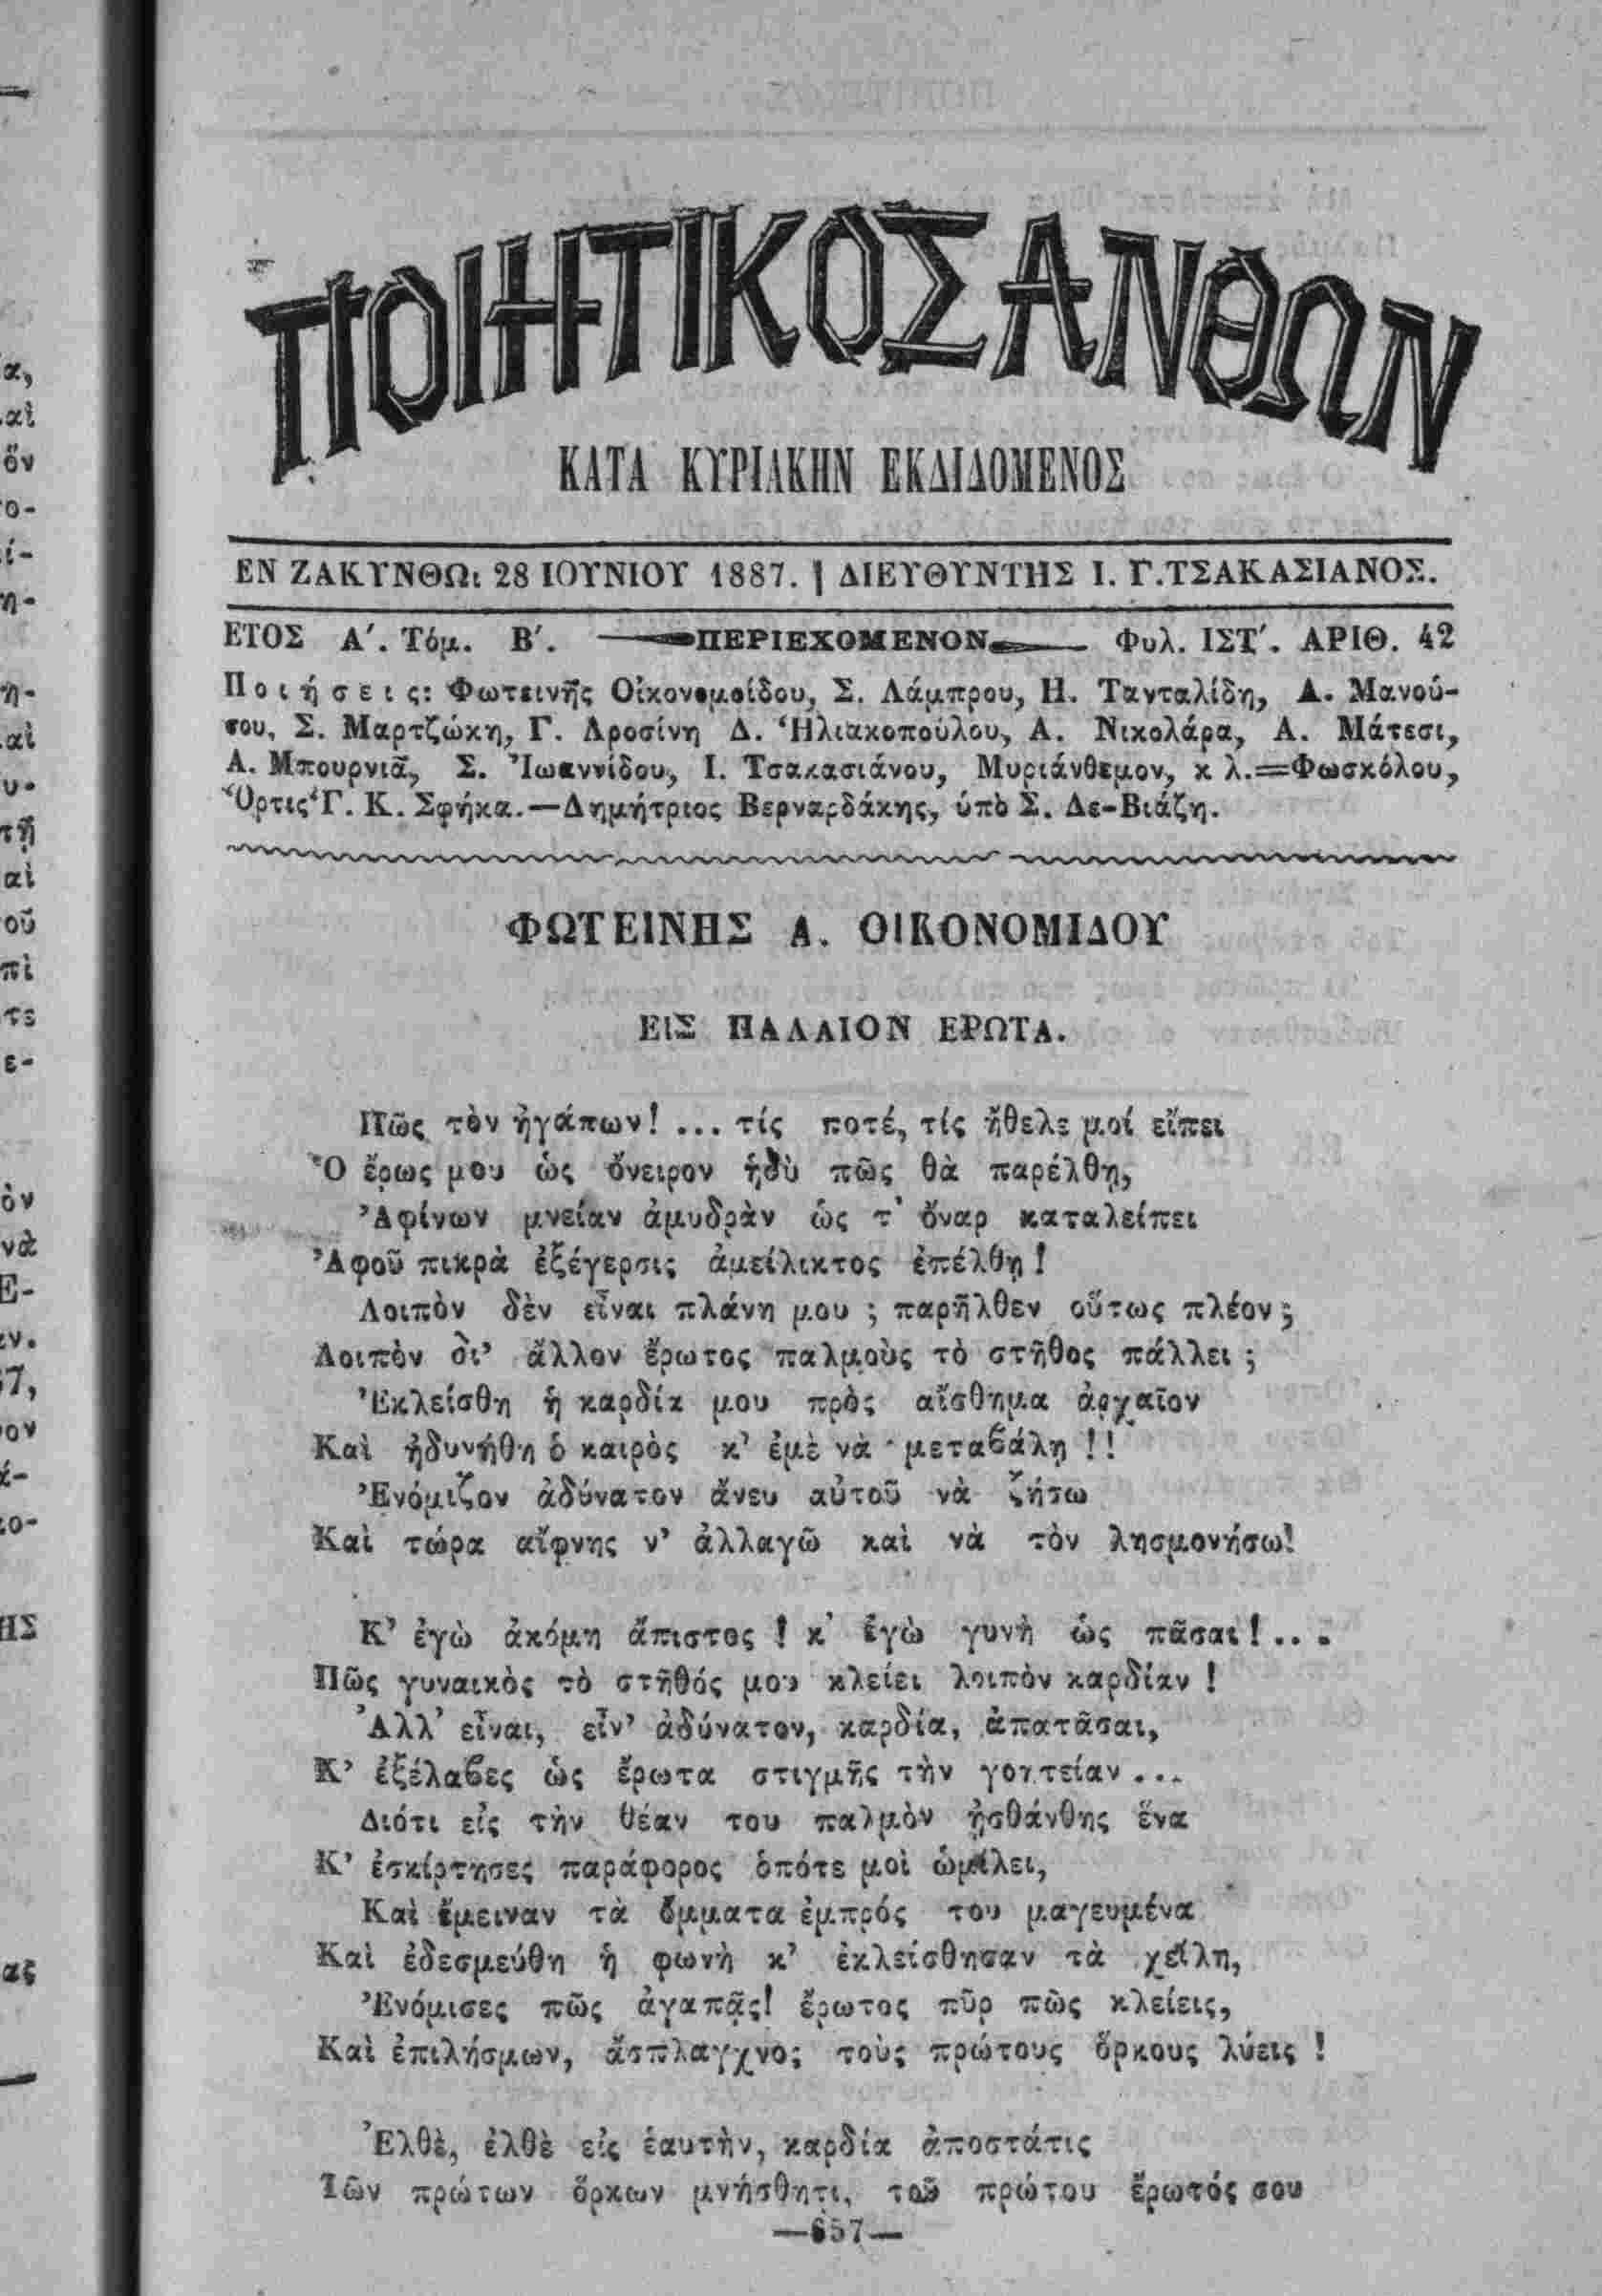 ΠΟΙΗΤΙΚΟΣ ΑΝΘΩΝ
ΚΑΤΑ ΚΥΡΙΑΚΗΝ ΕΚΔΙΔΟΜΕΝΟΣ
ΕΝ ΖΑΚΥΝΘΩι 28 ΙΟΥΝΙΟΥ 1887. | ΔΙΕΥΘΥΝΤΗΣ Ι. Γ. ΤΣΑΚΑΣΙΑΝΟΣ.
ΕΤΟΣ Α΄. Τόμ. Β΄. ΠΕΡΙΕΧΟΜΕΝΟΝ Φυλ. ΙΣΤ΄. ΑΡΙΘ. 42
Ποιήσεις: Φωτεινῆς Οἰκονομοίδου, Σ. Λάμπρου, Η. Τανταλίδη, Α. Μανού-
σου, Σ. Μαρτζώκη, Γ. Δροσίνη Δ. Ἡλιακοπούλου, Α. Νικολάρα, Α. Μάτεσι,
Α. Μπουρνιᾶ, Σ. Ἰωαννίδου, Ι. Τσακασιάνου, Μυριάνθεμον, κ λ.=Φωσκόλου,
Ὄρτις Γ. Κ. Σφήκα.—Δημήτριος Βερναρδάκης, ὑπὸ Σ. Δε-Βιάζη.
ΦΩΤΕΙΝΗΣ Α. ΟΙΚΟΝΟΜΙΔΟΥ
ΕΙΣ ΠΑΛΑΙΟΝ ΕΡΩΤΑ.
Πῶς τὸν ἠγάπων! ... τίς ποτέ, τίς ἤθελε μοί εἴπει
Ὁ ἔρως μου ὡς ὄνειρον ἡδὺ πῶς θὰ παρέλθῃ,
Ἀφίνων μνείαν ἀμυδρὰν ὡς τ' ὄναρ καταλείπει
Ἀφοῦ πικρὰ ἐξέγερσις ἀμείλικτος ἐπέλθῃ!
Λοιπὸν δὲν εἶναι πλάνη μου ; παρῆλθεν οὕτως πλέον ;
Λοιπὸν δι' ἄλλον ἔρωτος παλμοὺς τὸ στῆθος πάλλει ;
Ἐκλείσθη ἡ καρδία μου πρὸς αἴσθημα ἀρχαῖον
Καὶ ἠδυνήθη ὁ καιρὸς κ' ἐμὲ νὰ μεταβάλῃ !!
Ἐνόμιζον ἀδύνατον ἄνευ αὐτοῦ νὰ ζήσω
Καὶ τώρα αἴφνης ν' ἀλλαγῶ καὶ νὰ τὸν λησμονήσω!
Κ' ἐγὼ ἀκόμη ἄπιστος ! κ' ἐγὼ γυνὴ ὡς πᾶσαι! ...
Πῶς γυναικὸς τὸ στῆθός μου κλείει λοιπὸν καρδίαν !
Ἀλλ' εἶναι, εἶν' ἀδύνατον, καρδία, ἀπατᾶσαι,
Κ' ἐξέλαβες ὡς ἔρωτα στιγμῆς τὴν γοητείαν ...
Διότι εἰς τὴν θέαν του παλμὸν ᾐσθάνθης ἕνα
Κ' ἐσκίρτησες παράφορος ὁπότε μοὶ ὡμίλει,
Καὶ ἔμειναν τὰ ὄμματα ἐμπρός του μαγευμένα
Καὶ ἐδεσμεύθη ἡ φωνὴ κ' ἐκλείσθησαν τὰ χείλη,
Ἐνόμισες πῶς ἀγαπᾷς! ἔρωτος πῦρ πὼς κλείεις,
Καὶ ἐπιλήσμων, ἄσπλαγχνος τοὺς πρώτους ὅρκους λύεις !
Ἐλθὲ, ἐλθὲ εἰς ἑαυτὴν, καρδία ἀποστάτις
Τῶν πρώτων ὅρκων μνήσθητι, τοῦ πρώτου ἔρωτός σου
—657—